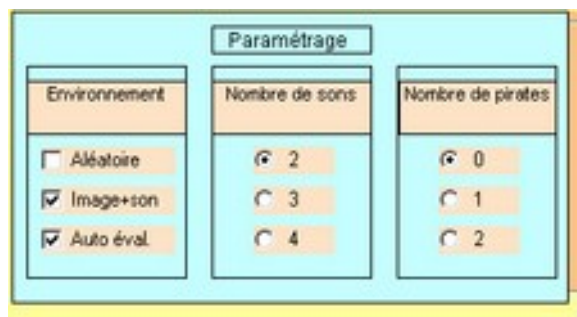 Paramétrage
Environnement
Aléatoire
Image+son
Auto éval.
Nombre de sons
2
3
4
Nombre de pirates
0
1
2